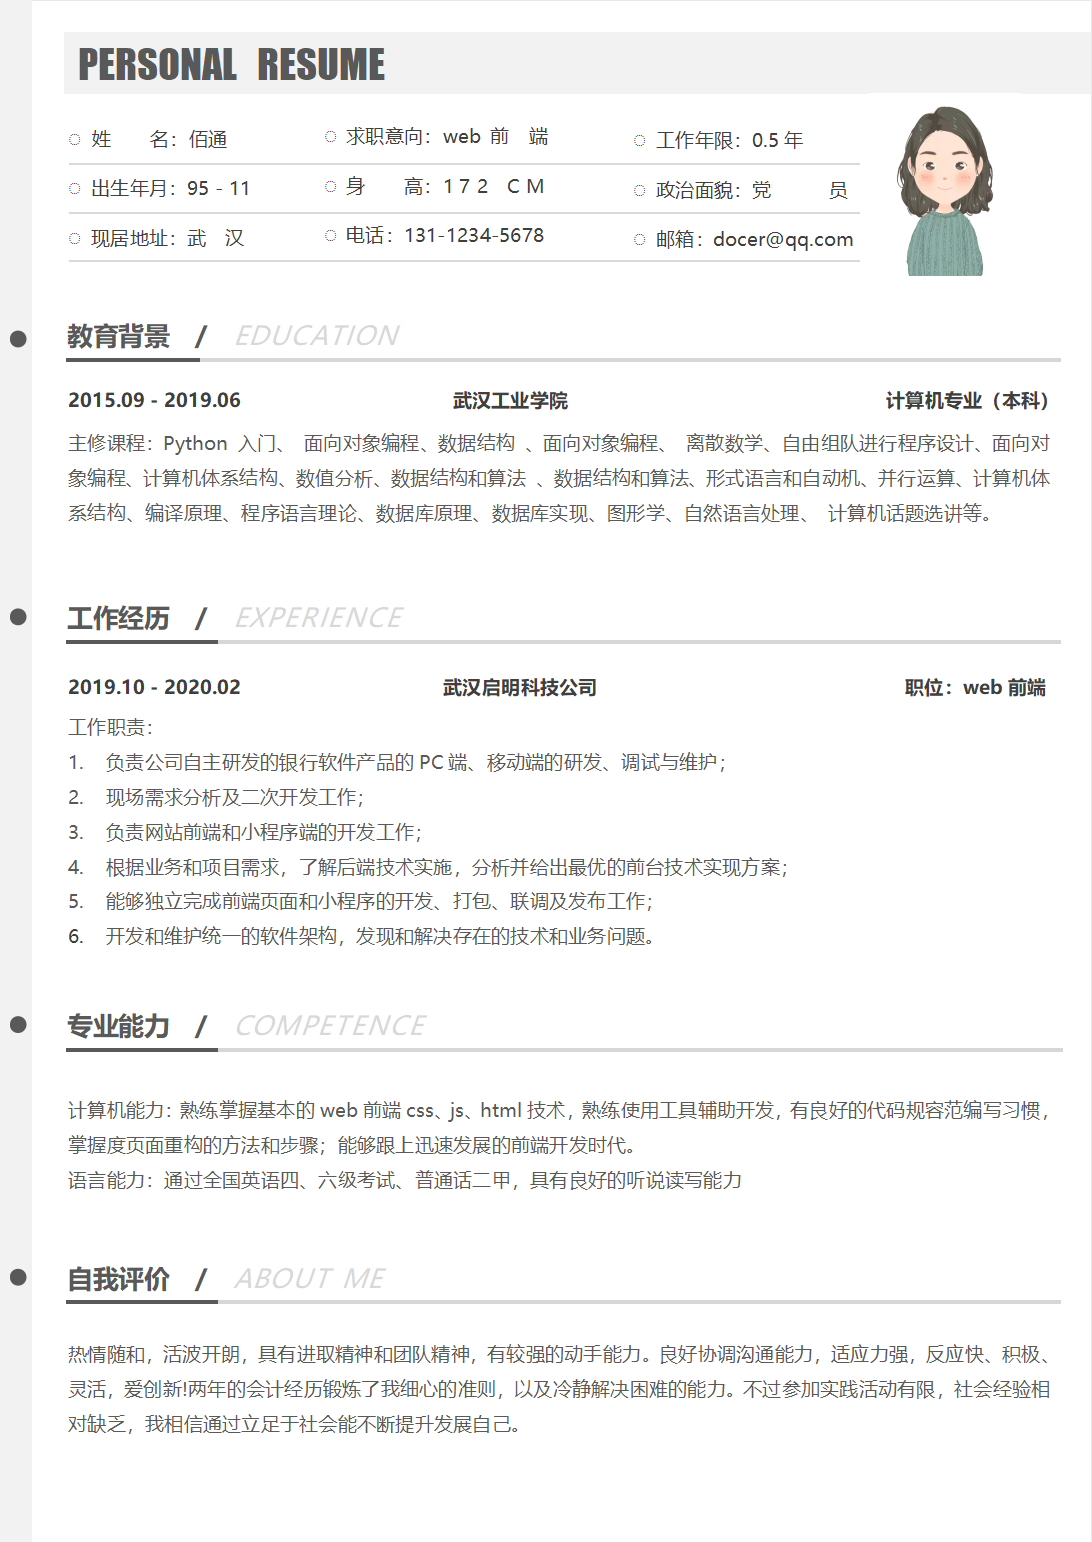 PERSONAL RESUME
姓 名：佰通 求职意向：web 前 端 工作年限：0.5 年
出生年月：95 - 11 身 高：1 7 2 C M 政治面貌：党 员
现居地址：武 汉 电话：131-1234-5678 邮箱：docer@qq.com
教育背景 / EDUCATION
2015.09 - 2019.06 武汉工业学院 计算机专业（本科）
主修课程：Python 入门、 面向对象编程、数据结构 、面向对象编程、 离散数学、自由组队进行程序设计、面向对
象编程、计算机体系结构、数值分析、数据结构和算法 、数据结构和算法、形式语言和自动机、并行运算、计算机体
系结构、编译原理、程序语言理论、数据库原理、数据库实现、图形学、自然语言处理、 计算机话题选讲等。
工作经历 / EXPERIENCE
2019.10 - 2020.02 武汉启明科技公司 职位：web 前端
工作职责：
1. 负责公司自主研发的银行软件产品的 PC 端、移动端的研发、调试与维护；
2. 现场需求分析及二次开发工作；
3. 负责网站前端和小程序端的开发工作；
4. 根据业务和项目需求，了解后端技术实施，分析并给出最优的前台技术实现方案；
5. 能够独立完成前端页面和小程序的开发、打包、联调及发布工作；
6. 开发和维护统一的软件架构，发现和解决存在的技术和业务问题。
专业能力 / COMPETENCE
计算机能力：熟练掌握基本的 web 前端 css、js、html 技术，熟练使用工具辅助开发，有良好的代码规容范编写习惯，
掌握度页面重构的方法和步骤；能够跟上迅速发展的前端开发时代。
语言能力：通过全国英语四、六级考试、普通话二甲，具有良好的听说读写能力
自我评价 / ABOUT ME
热情随和，活波开朗，具有进取精神和团队精神，有较强的动手能力。良好协调沟通能力，适应力强，反应快、积极、
灵活，爱创新!两年的会计经历锻炼了我细心的准则，以及冷静解决困难的能力。不过参加实践活动有限，社会经验相
对缺乏，我相信通过立足于社会能不断提升发展自己。